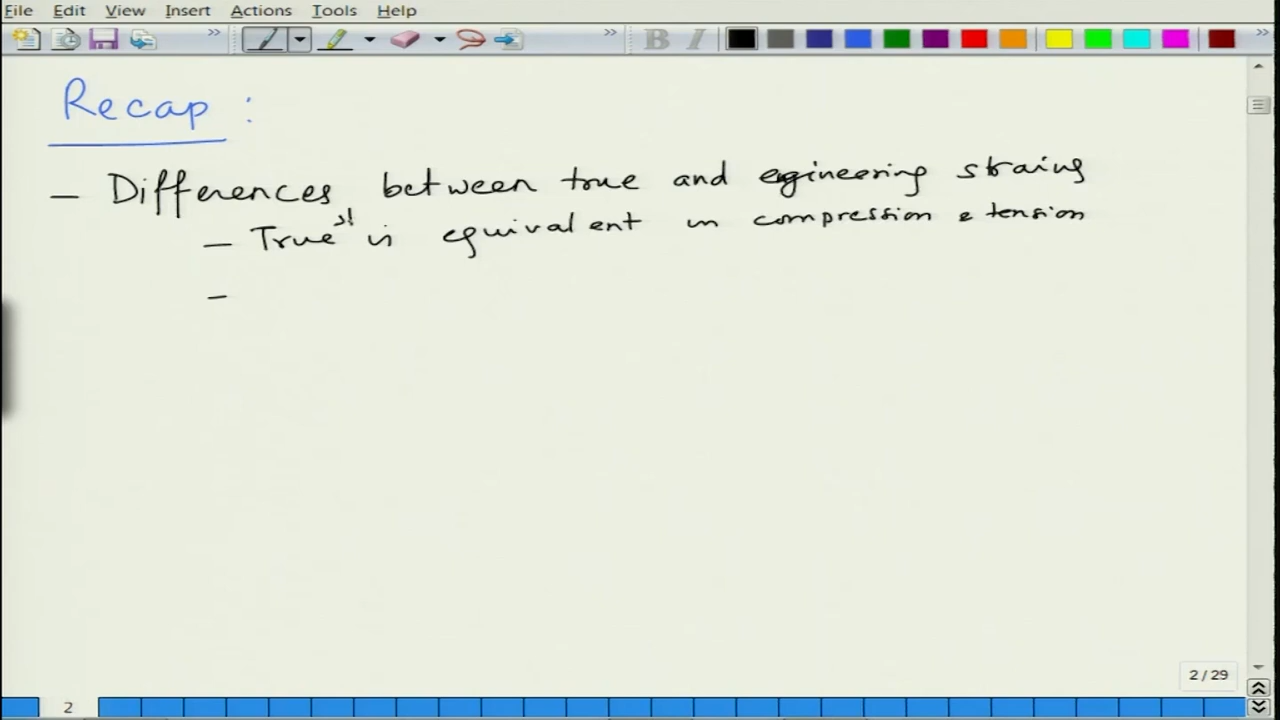 File Edit View Insert Actions Tools Help
B I
Recap :
— Differences between true and engineering strains
— True is equivalent in compression & tension
—
2 / 29
2